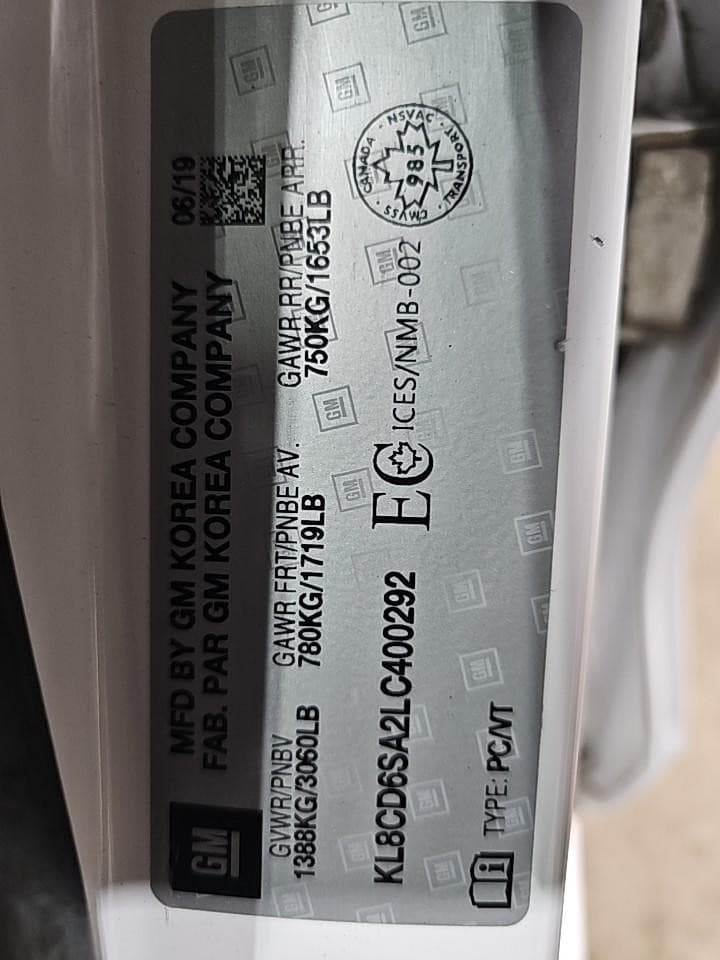 GM
MFD BY GM KOREA COMPANY 06/19
FAB. PAR GM KOREA COMPANY
GVWR/PNBV GAWR FRT/PNBE AV. GAWR RR/PNBE ARR.
1388KG/3060LB 780KG/1719LB 750KG/1653LB
KL8CD6SA2LC400292
EC ICES/NMB-002
CANADA · NSVAC · TRANSPORT · CMVSS
985
TYPE: PC/VT